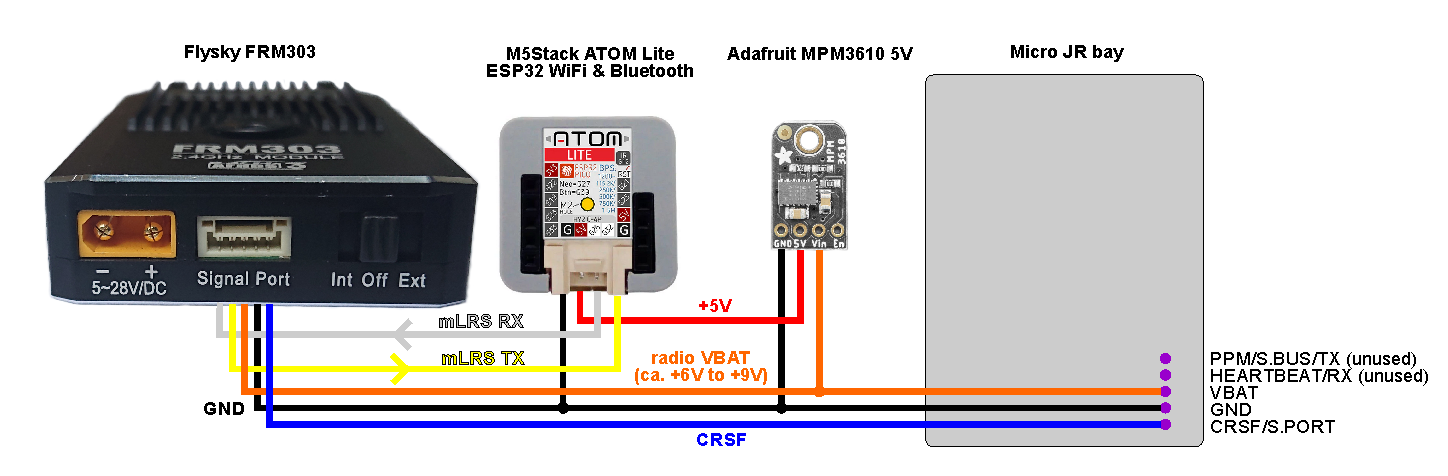 Flysky FRM303
M5Stack ATOM Lite
ESP32 WiFi & Bluetooth
Adafruit MPM3610 5V
Micro JR bay
FRM303
2.4GHz MODULE
ATOM
LITE
MPM
3610
GND 5V Vin En
G G
Signal Port
Int Off Ext
− +
5~28V/DC
+5V
mLRS RX
mLRS TX
radio VBAT
(ca. +6V to +9V)
GND
CRSF
PPM/S.BUS/TX (unused)
HEARTBEAT/RX (unused)
VBAT
GND
CRSF/S.PORT